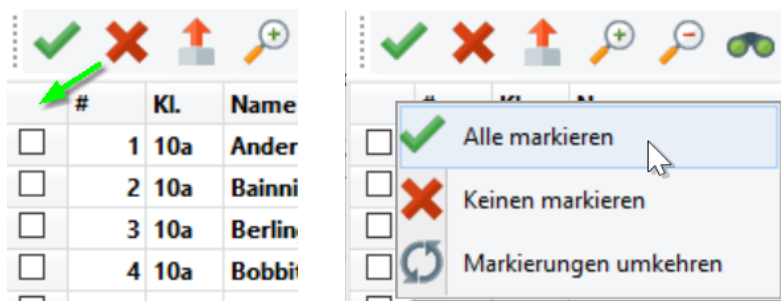 # Kl. Name
1 10a Ander
2 10a Bainni
3 10a Berlin
4 10a Bobbit
Alle markieren
Keinen markieren
Markierungen umkehren